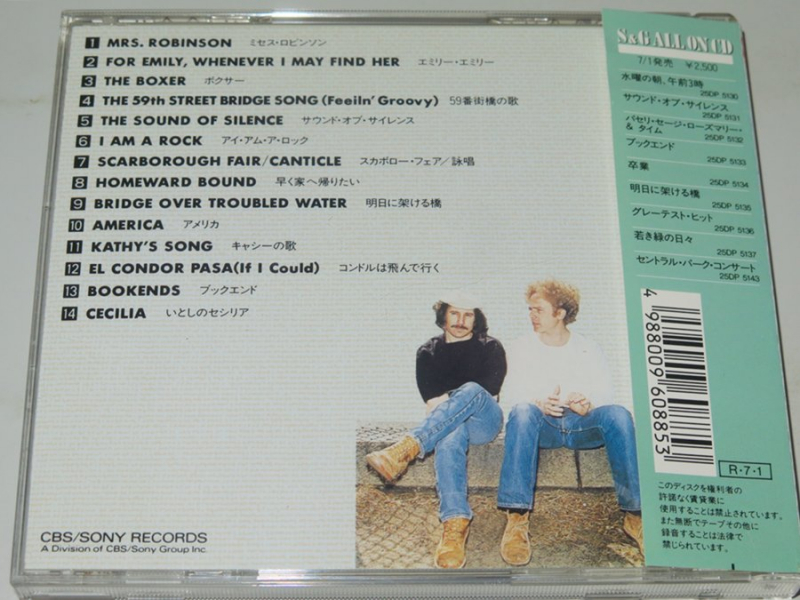 1 MRS. ROBINSON ミセス・ロビンソン
2 FOR EMILY, WHENEVER I MAY FIND HER エミリー・エミリー
3 THE BOXER ボクサー
4 THE 59th STREET BRIDGE SONG (Feeiln' Groovy) 59番街橋の歌
5 THE SOUND OF SILENCE サウンド・オブ・サイレンス
6 I AM A ROCK アイ・アム・ア・ロック
7 SCARBOROUGH FAIR/CANTICLE スカボロー・フェア/詠唱
8 HOMEWARD BOUND 早く家へ帰りたい
9 BRIDGE OVER TROUBLED WATER 明日に架ける橋
10 AMERICA アメリカ
11 KATHY'S SONG キャシーの歌
12 EL CONDOR PASA (If I Could) コンドルは飛んで行く
13 BOOKENDS ブックエンド
14 CECILIA いとしのセシリア
CBS/SONY RECORDS
A Division of CBS/Sony Group Inc.
S&G ALL ON CD
7/1発売 ¥2,500
水曜の朝、午前3時
25DP 5130
サウンド・オブ・サイレンス
25DP 5131
パセリ・セージ・ローズマリー・
& タイム 25DP 5132
ブックエンド
25DP 5133
卒業
25DP 5134
明日に架ける橋
25DP 5135
グレーテスト・ヒット
25DP 5136
若き緑の日々
25DP 5137
セントラル・パーク・コンサート
25DP 5143
4 988009 608853
R・7・1
このディスクを権利者の
許諾なく賃貸業に
使用することは禁止されています。
また無断でテープその他に
録音することは法律で
禁じられています。